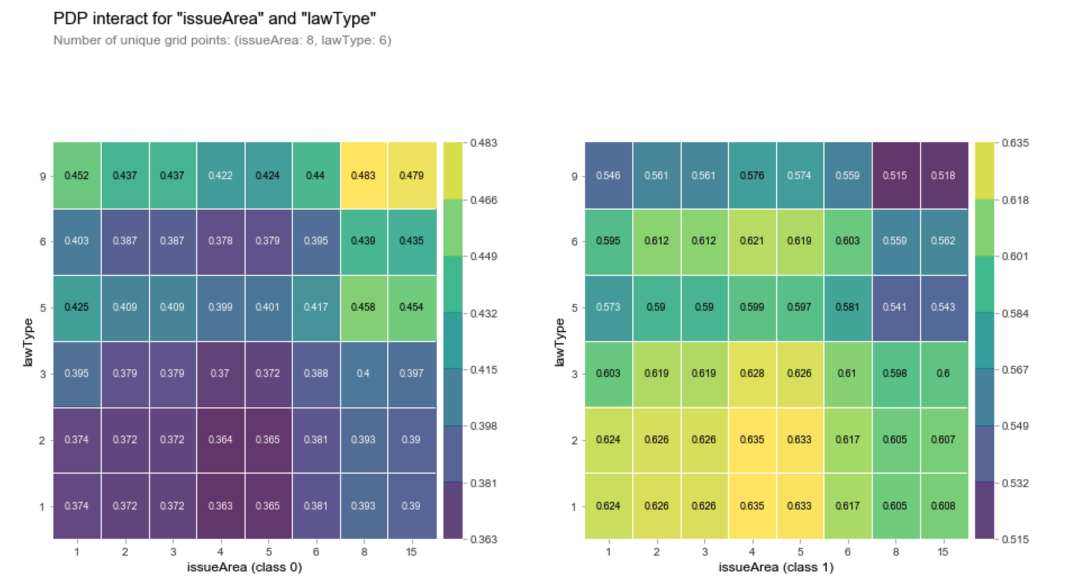 PDP interact for "issueArea" and "lawType"
Number of unique grid points: (issueArea: 8, lawType: 6)
lawType
9 0.452 0.437 0.437 0.422 0.424 0.44 0.483 0.479
6 0.403 0.387 0.387 0.378 0.379 0.395 0.439 0.435
5 0.425 0.409 0.409 0.399 0.401 0.417 0.458 0.454
3 0.395 0.379 0.379 0.37 0.372 0.388 0.4 0.397
2 0.374 0.372 0.372 0.364 0.365 0.381 0.393 0.39
1 0.374 0.372 0.372 0.363 0.365 0.381 0.393 0.39
1 2 3 4 5 6 8 15
issueArea (class 0)
0.483
0.466
0.449
0.432
0.415
0.398
0.381
0.363
lawType
9 0.546 0.561 0.561 0.576 0.574 0.559 0.515 0.518
6 0.595 0.612 0.612 0.621 0.619 0.603 0.559 0.562
5 0.573 0.59 0.59 0.599 0.597 0.581 0.541 0.543
3 0.603 0.619 0.619 0.628 0.626 0.61 0.598 0.6
2 0.624 0.626 0.626 0.635 0.633 0.617 0.605 0.607
1 0.624 0.626 0.626 0.635 0.633 0.617 0.605 0.608
1 2 3 4 5 6 8 15
issueArea (class 1)
0.635
0.618
0.601
0.584
0.567
0.549
0.532
0.515